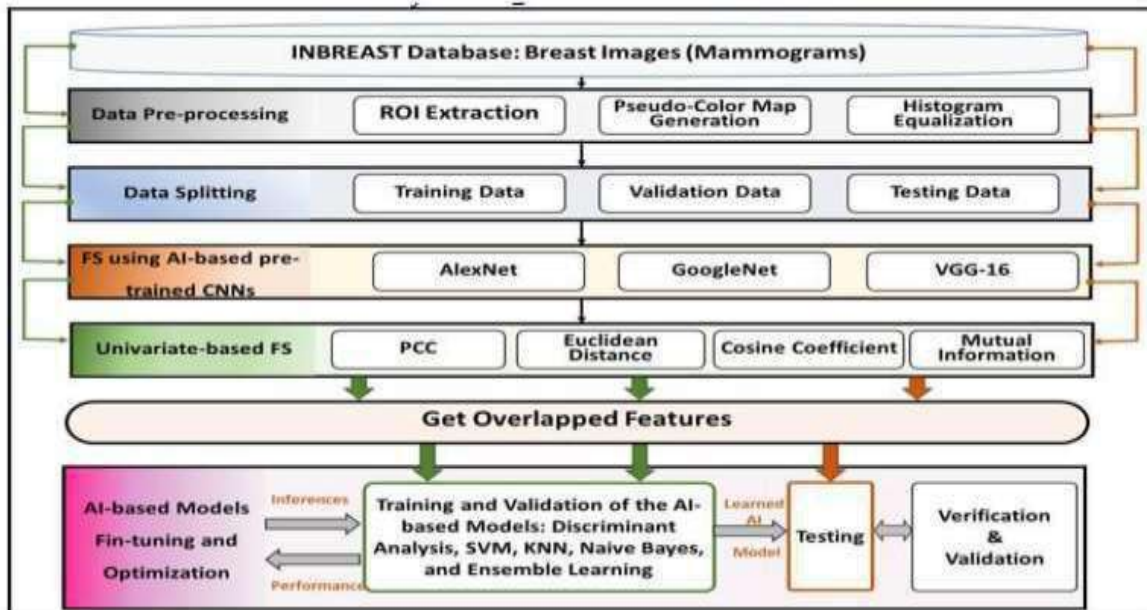 INBREAST Database: Breast Images (Mammograms)
Data Pre-processing
ROI Extraction
Pseudo-Color Map
Generation
Histogram
Equalization
Data Splitting
Training Data
Validation Data
Testing Data
FS using AI-based pre-
trained CNNs
AlexNet
GoogleNet
VGG-16
Univariate-based FS
PCC
Euclidean
Distance
Cosine Coefficient
Mutual
Information
Get Overlapped Features
AI-based Models
Fin-tuning and
Optimization
Inferences
Performance
Training and Validation of the AI-
based Models: Discriminant
Analysis, SVM, KNN, Naive Bayes,
and Ensemble Learning
Learned
AI
Model
Testing
Verification
&
Validation